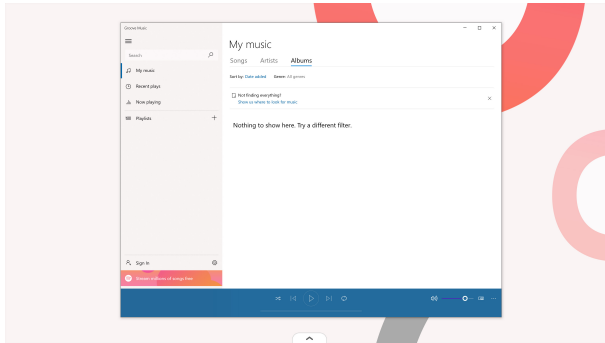 Groove Music
My music
Search
Songs Artists Albums
My music
Sort by: Date added Genre: All genres
Recent plays
Not finding everything?
Show us where to look for music
Now playing
Playlists
Nothing to show here. Try a different filter.
Sign in
Stream millions of songs free